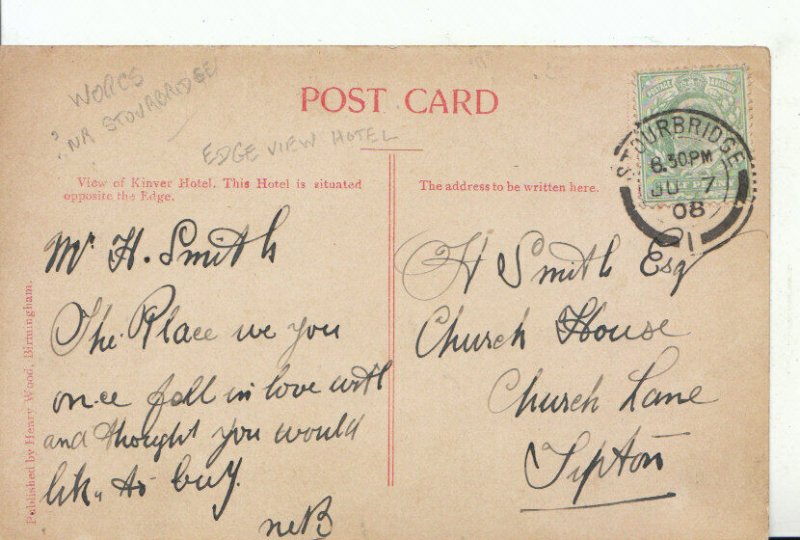 WORCS
? NR STOURBRIDGE
EDGE VIEW HOTEL
POST CARD
View of Kinver Hotel. This Hotel is situated
opposite the Edge.
The address to be written here.
STOURBRIDGE
8.30PM
JU 7
08
1
Mr H. Smith
The Place we you
once fell in love with
and thought you would
like to buy.
H Smith Esq
Church House
Church Lane
Tipton
Published by Henry Wood, Birmingham.